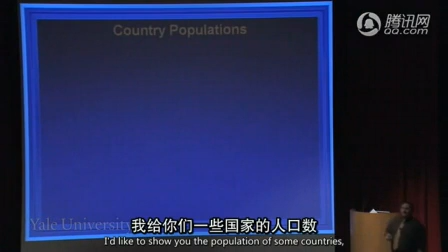 腾讯网
QQ.com
Country Populations
我给你们一些国家的人口数
Yale University
I'd like to show you the population of some countries,